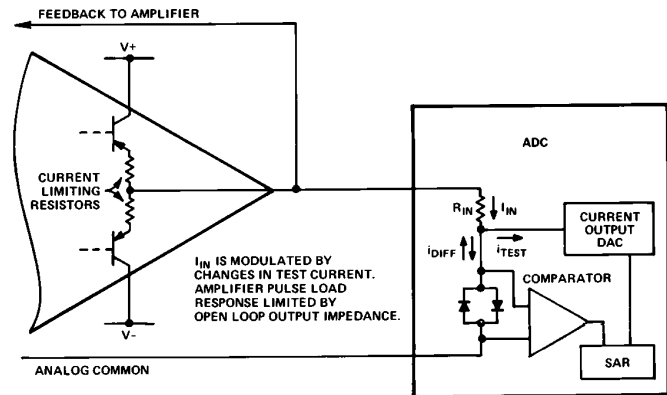 FEEDBACK TO AMPLIFIER
V+
ADC
CURRENT
LIMITING
RESISTORS
RIN
IIN
CURRENT
OUTPUT
DAC
iDIFF
iTEST
IIN IS MODULATED BY
CHANGES IN TEST CURRENT.
AMPLIFIER PULSE LOAD
RESPONSE LIMITED BY
OPEN LOOP OUTPUT IMPEDANCE.
COMPARATOR
V-
SAR
ANALOG COMMON